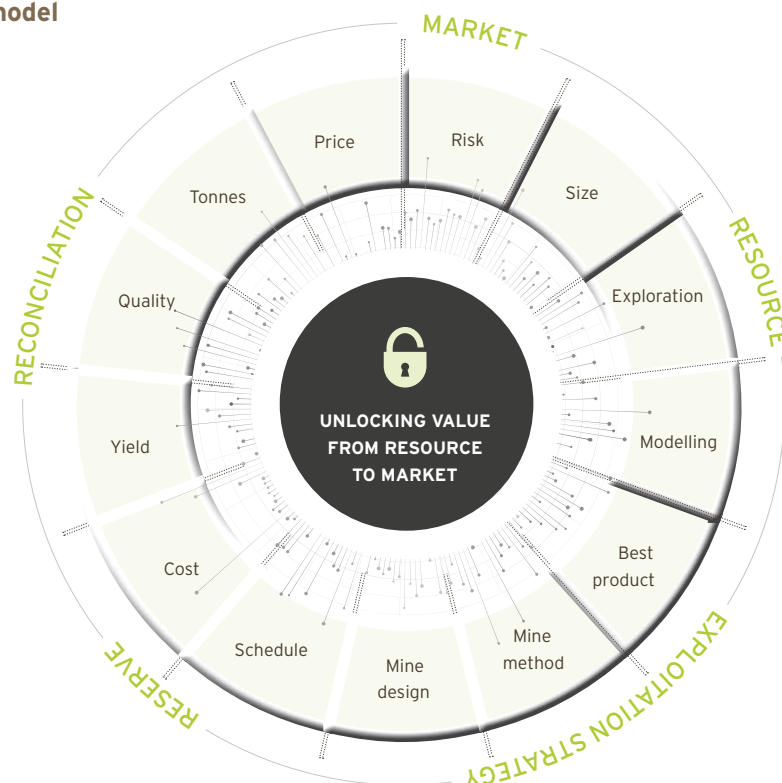 model
MARKET
Price
Risk
Size
Tonnes
RESOURCE
Exploration
RECONCILIATION
Quality
Modelling
UNLOCKING VALUE
FROM RESOURCE
TO MARKET
Yield
Best
product
Cost
Mine
method
EXPLOITATION STRATEGY
Schedule
Mine
design
RESERVE